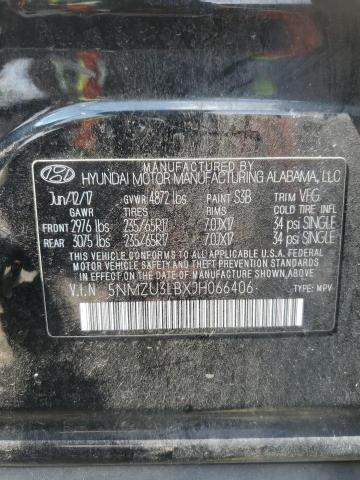 MANUFACTURED BY
HYUNDAI MOTOR MANUFACTURING ALABAMA, LLC
Jun/12/17 GVWR 4872 lbs PAINT S3B TRIM VFG
GAWR TIRES RIMS COLD TIRE INF.
FRONT 2976 lbs 235/65R17 7.0JX17 34 psi SINGLE
REAR 3075 lbs 235/65R17 7.0JX17 34 psi SINGLE
THIS VEHICLE CONFORMS TO ALL APPLICABLE U.S.A. FEDERAL
MOTOR VEHICLE SAFETY AND THEFT PREVENTION STANDARDS
IN EFFECT ON THE DATE OF MANUFACTURE SHOWN ABOVE.
V.I.N 5NMZU3LBXJH066406
TYPE: MPV